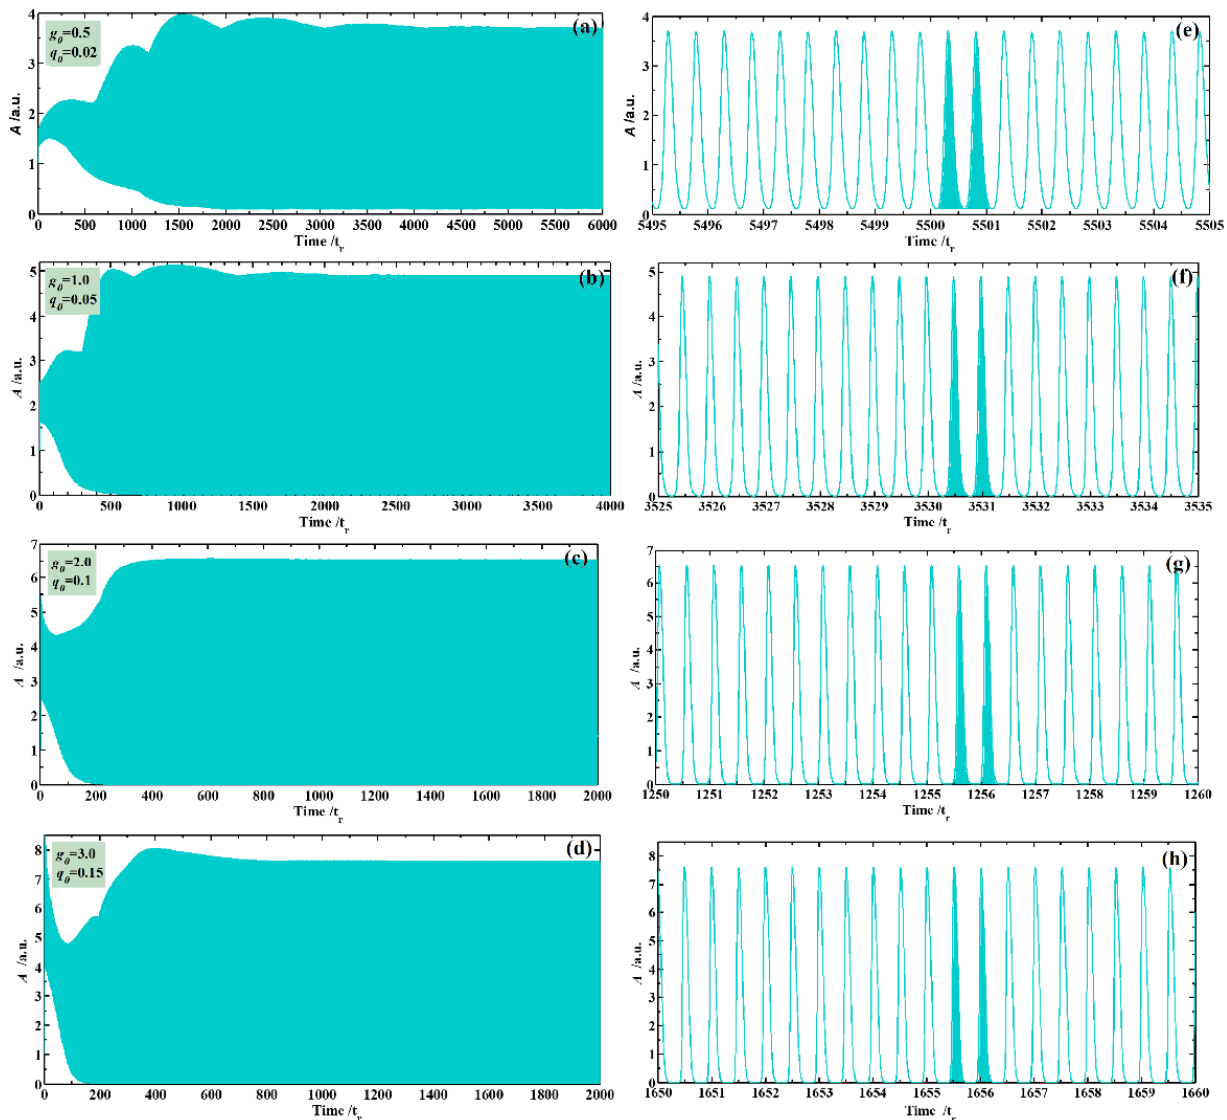 (a)
g0=0.5
q0=0.02
A /a.u.
4
3
2
1
0
0 500 1000 1500 2000 2500 3000 3500 4000 4500 5000 5500 6000
Time /tr
(e)
A /a.u.
4
3
2
1
0
5495 5496 5497 5498 5499 5500 5501 5502 5503 5504 5505
Time /tr
(b)
g0=1.0
q0=0.05
A /a.u.
5
4
3
2
1
0
0 500 1000 1500 2000 2500 3000 3500 4000
Time /tr
(f)
A /a.u.
5
4
3
2
1
0
3525 3526 3527 3528 3529 3530 3531 3532 3533 3534 3535
Time /tr
(c)
g0=2.0
q0=0.1
A /a.u.
7
6
5
4
3
2
1
0
0 200 400 600 800 1000 1200 1400 1600 1800 2000
Time /tr
(g)
A /a.u.
7
6
5
4
3
2
1
0
1250 1251 1252 1253 1254 1255 1256 1257 1258 1259 1260
Time /tr
(d)
g0=3.0
q0=0.15
A /a.u.
8
7
6
5
4
3
2
1
0
0 200 400 600 800 1000 1200 1400 1600 1800 2000
Time /tr
(h)
A /a.u.
8
7
6
5
4
3
2
1
0
1650 1651 1652 1653 1654 1655 1656 1657 1658 1659 1660
Time /tr